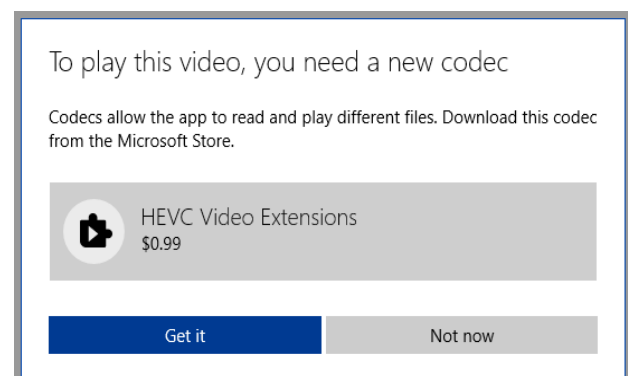 To play this video, you need a new codec
Codecs allow the app to read and play different files. Download this codec
from the Microsoft Store.
HEVC Video Extensions
$0.99
Get it
Not now